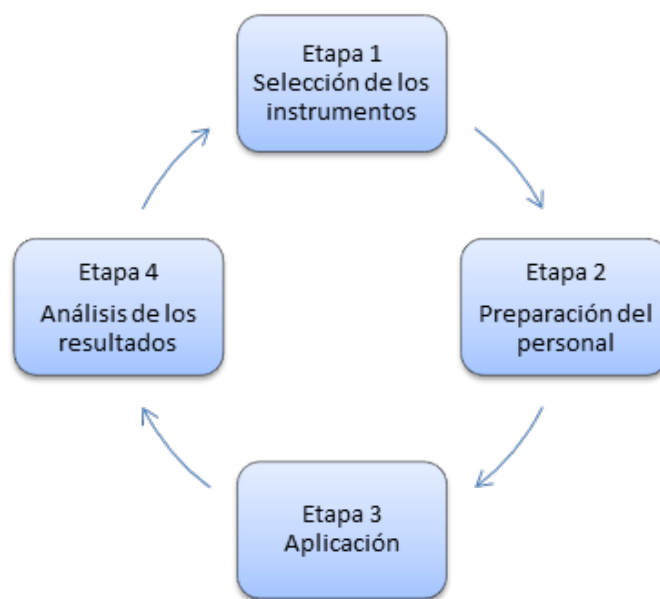 Etapa 1
Selección de los
instrumentos
Etapa 2
Preparación del
personal
Etapa 3
Aplicación
Etapa 4
Análisis de los
resultados